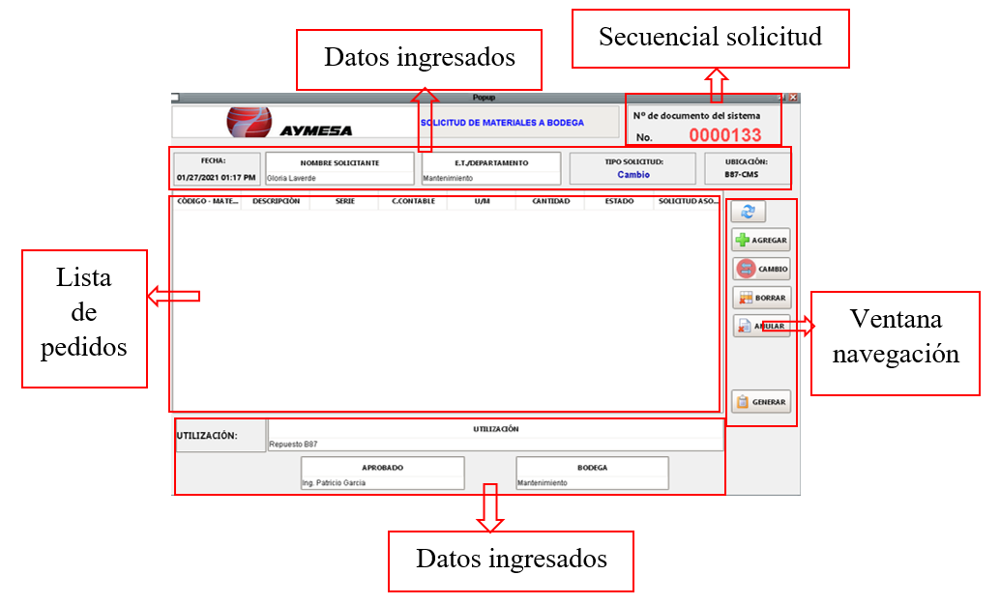 Datos ingresados
Secuencial solicitud
Popup
AYMESA
SOLICITUD DE MATERIALES A BODEGA
Nº de documento del sistema
No. 0000133
FECHA:
01/27/2021 01:17 PM
NOMBRE SOLICITANTE
Gloria Laverde
E.T./DEPARTAMENTO
Mantenimiento
TIPO SOLICITUD:
Cambio
UBICACIÓN:
B87-CMS
CÓDIGO - MATE... DESCRIPCIÓN SERIE C.CONTABLE U/M CANTIDAD ESTADO SOLICITUD ASO...
AGREGAR
CAMBIO
BORRAR
ANULAR
GENERAR
Lista
de
pedidos
Ventana
navegación
UTILIZACIÓN:
UTILIZACIÓN
Repuesto B87
APROBADO
Ing. Patricio Garcia
BODEGA
Mantenimiento
Datos ingresados